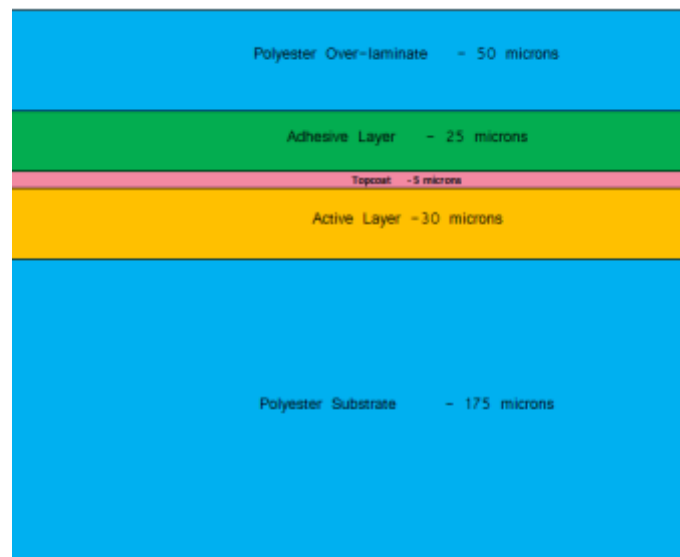 Polyester Over-laminate - 50 microns
Adhesive Layer - 25 microns
Topcoat -5 microns
Active Layer -30 microns
Polyester Substrate - 175 microns